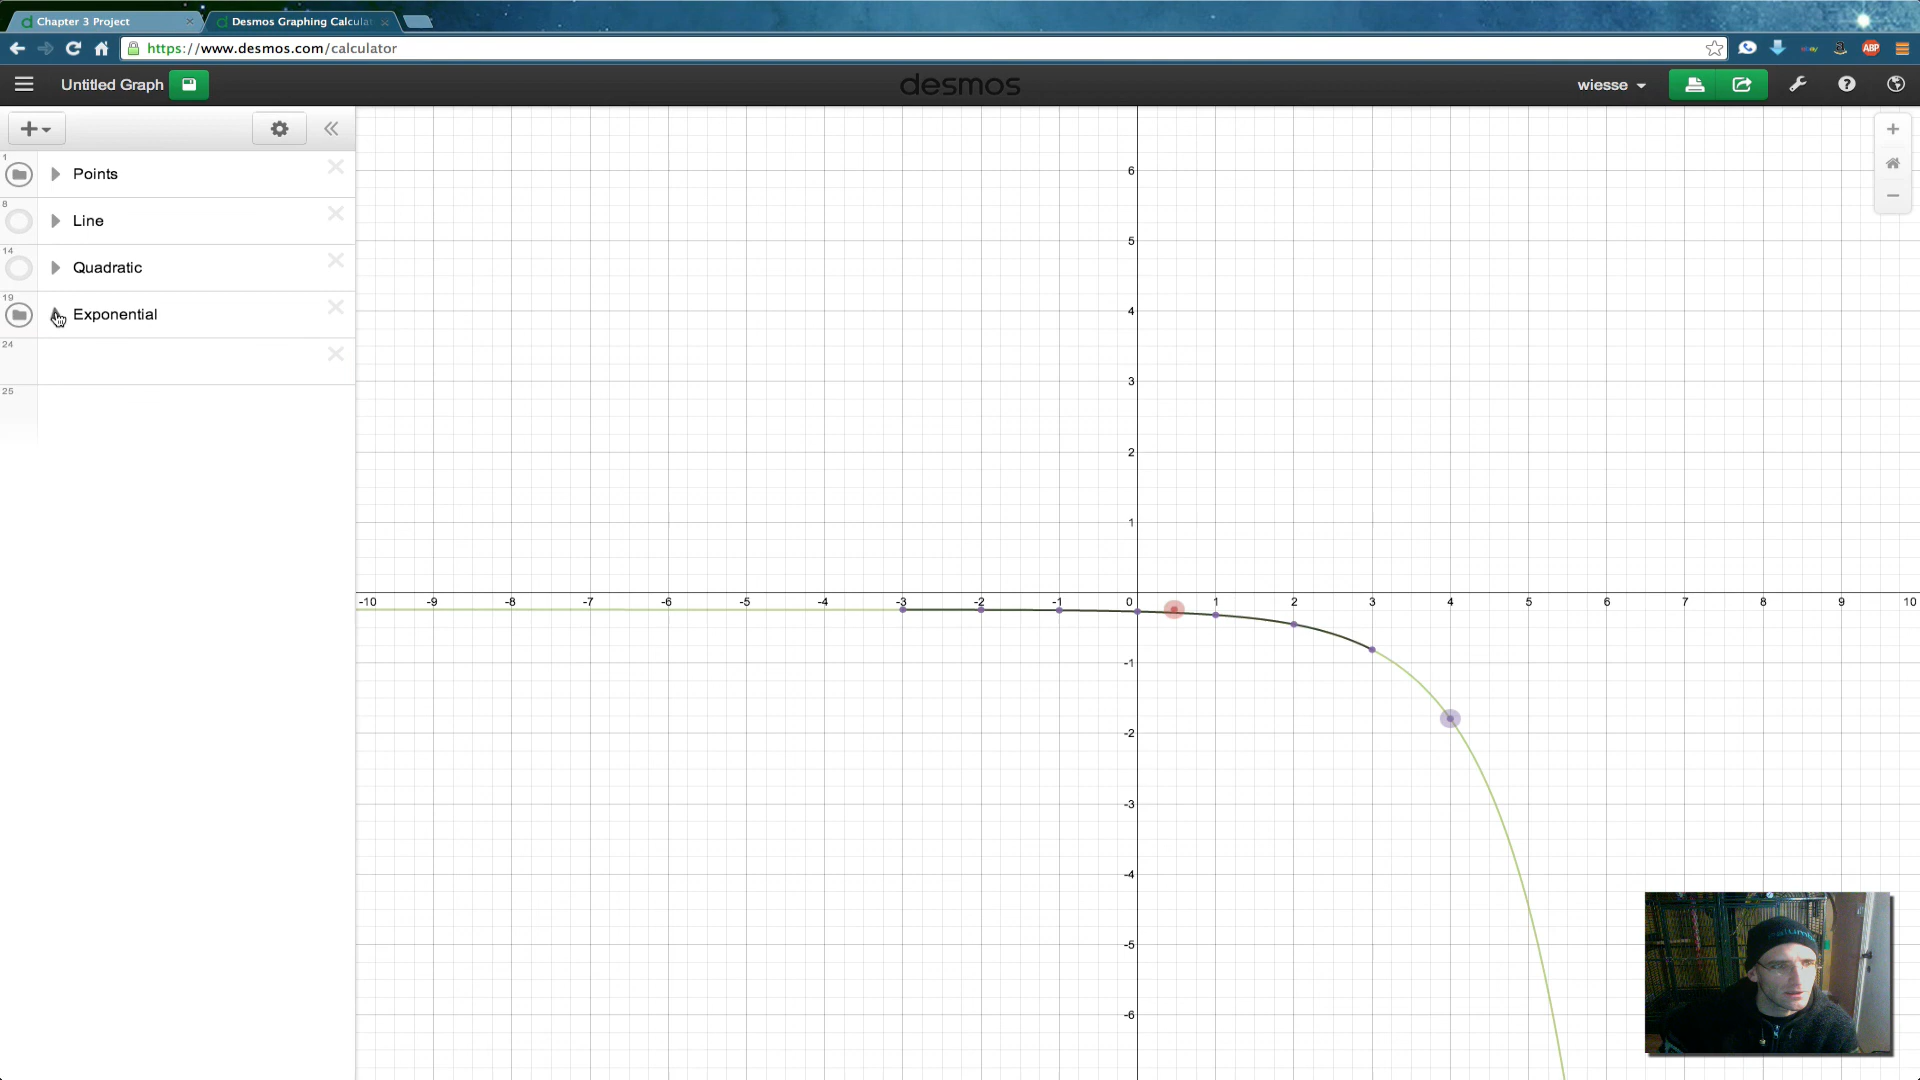 Chapter 3 Project
Desmos Graphing Calculat
https://www.desmos.com/calculator
ebay
a
ABP
Untitled Graph
desmos
wiesse
1
Points
8
Line
14
Quadratic
19
Exponential
24
25
6
5
4
3
2
1
-10 -9 -8 -7 -6 -5 -4 -3 -2 -1 0 1 2 3 4 5 6 7 8 9 10
-1
-2
-3
-4
-5
-6